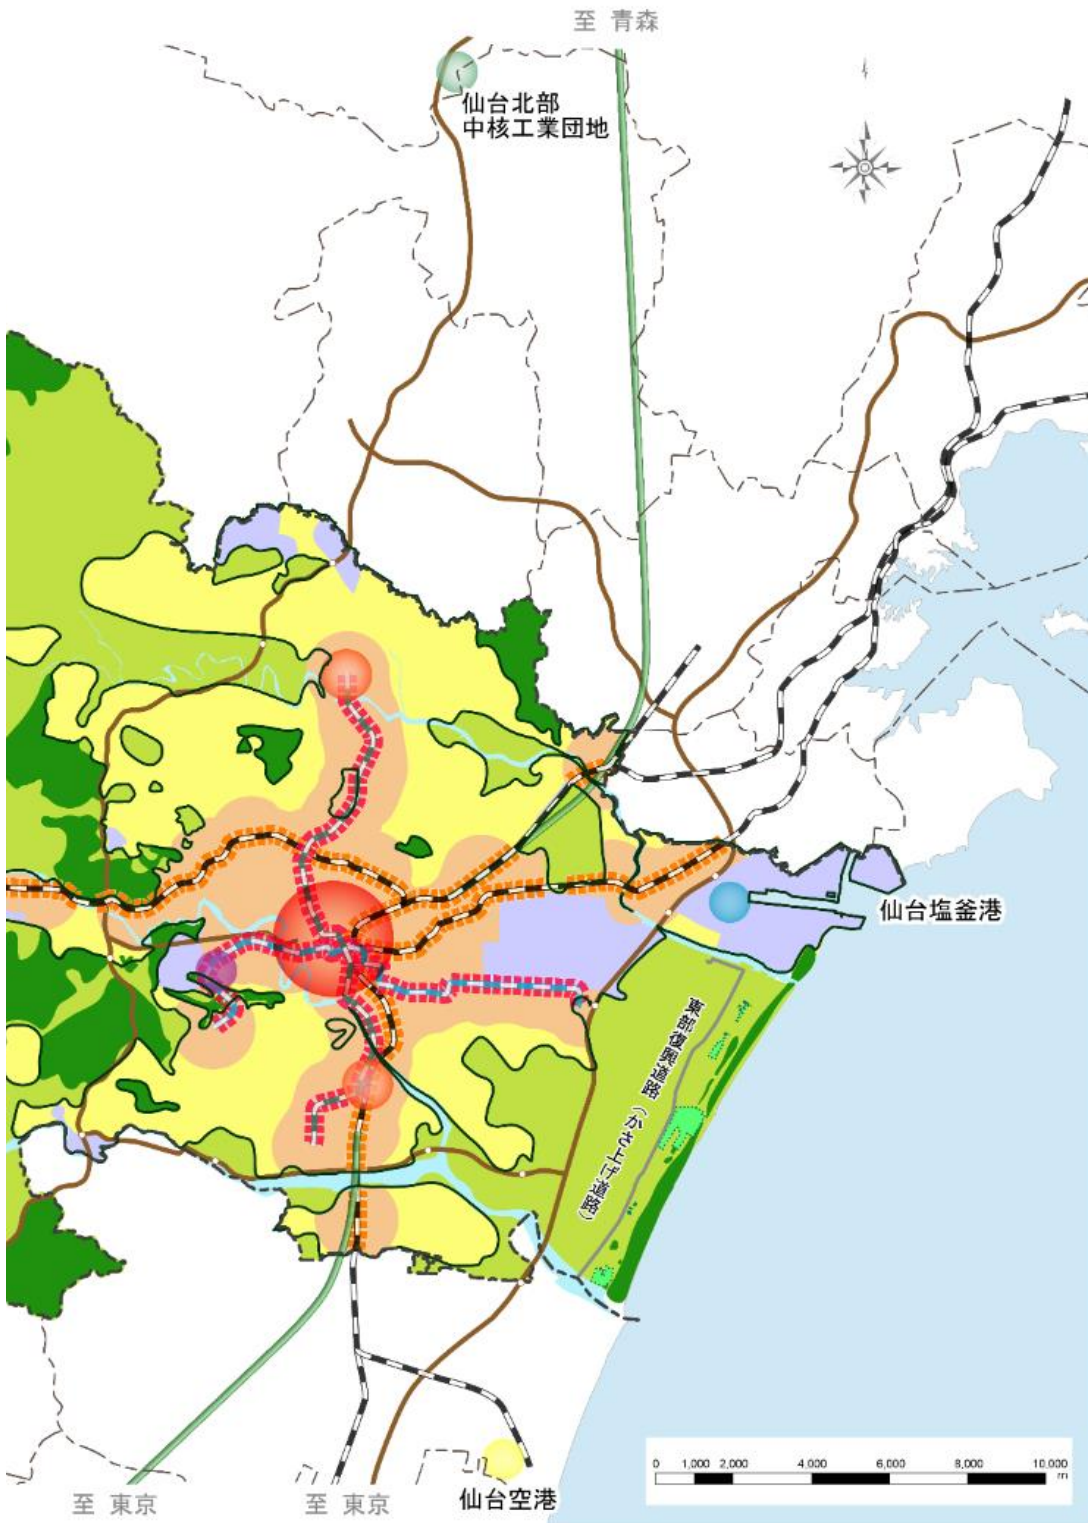 至 青森
仙台北部
中核工業団地
仙台塩釜港
東部復興道路（かさ上げ道路）
0 1,000 2,000 4,000 6,000 8,000 10,000
m
仙台空港
至 東京
至 東京